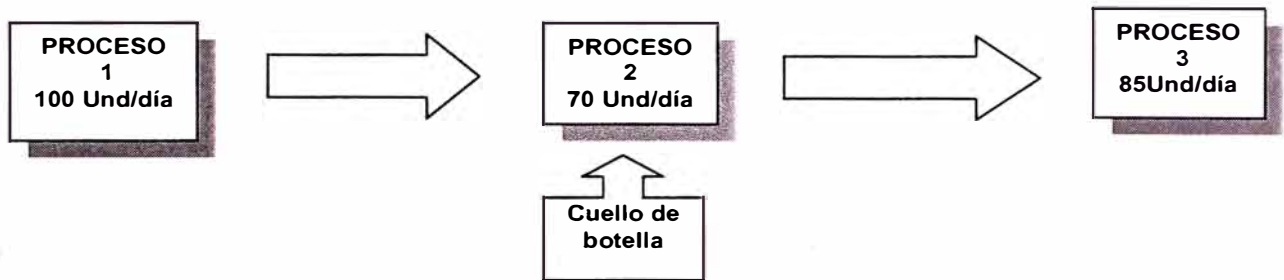 PROCESO
1
100 Und/día
PROCESO
2
70 Und/día
PROCESO
3
85Und/día
Cuello de
botella